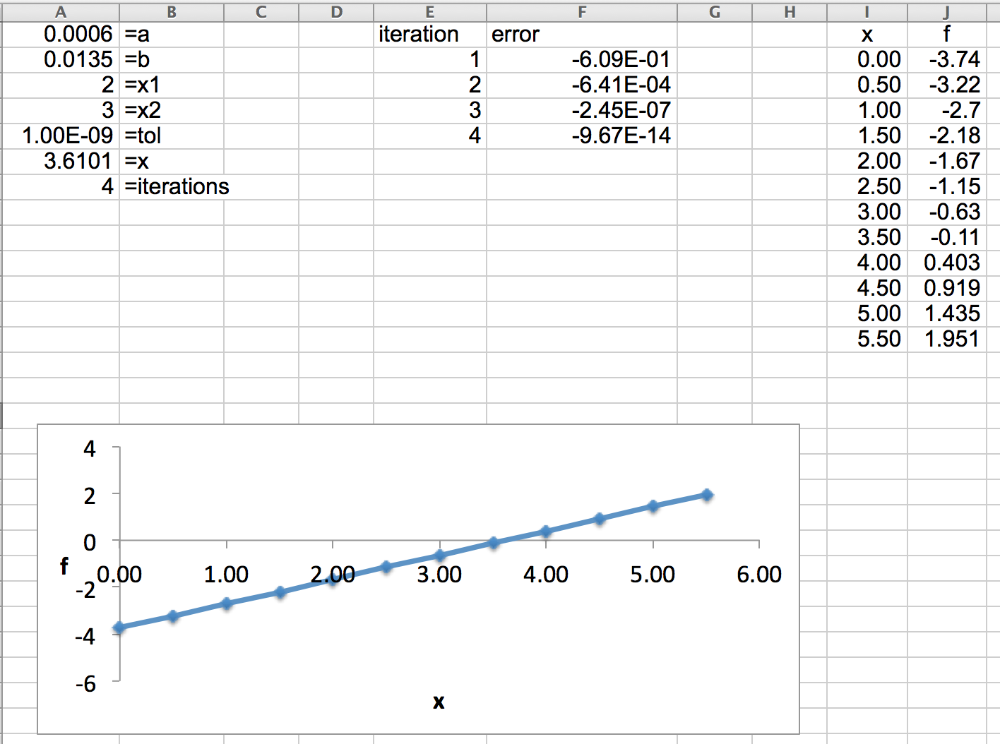 A B C D E F G H I J
0.0006 =a iteration error x f
0.0135 =b 1 -6.09E-01 0.00 -3.74
2 =x1 2 -6.41E-04 0.50 -3.22
3 =x2 3 -2.45E-07 1.00 -2.7
1.00E-09 =tol 4 -9.67E-14 1.50 -2.18
3.6101 =x 2.00 -1.67
4 =iterations 2.50 -1.15
3.00 -0.63
3.50 -0.11
4.00 0.403
4.50 0.919
5.00 1.435
5.50 1.951
4
2
0
f 0.00 1.00 2.00 3.00 4.00 5.00 6.00
-2
-4
-6
x